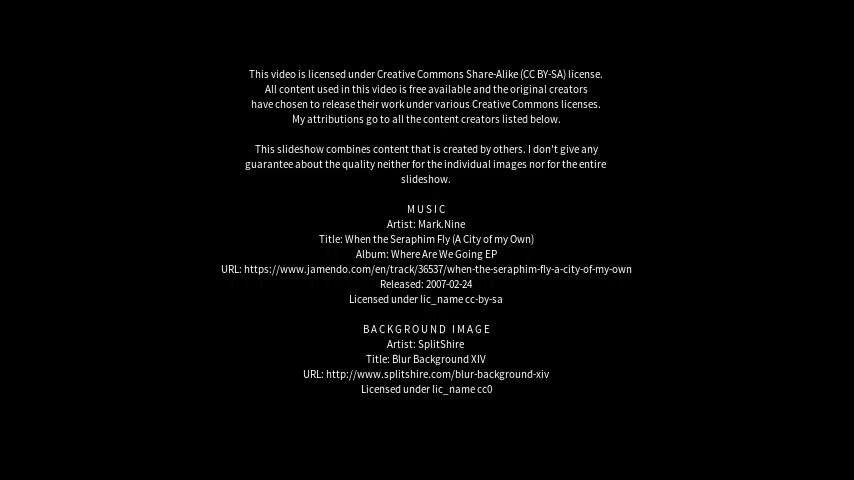 This video is licensed under Creative Commons Share-Alike (CC BY-SA) license.
All content used in this video is free available and the original creators
have chosen to release their work under various Creative Commons licenses.
My attributions go to all the content creators listed below.
This slideshow combines content that is created by others. I don't give any
guarantee about the quality neither for the individual images nor for the entire
slideshow.
MUSIC
Artist: Mark.Nine
Title: When the Seraphim Fly (A City of my Own)
Album: Where Are We Going EP
URL: https://www.jamendo.com/en/track/36537/when-the-seraphim-fly-a-city-of-my-own
Released: 2007-02-24
Licensed under lic_name cc-by-sa
BACKGROUND IMAGE
Artist: SplitShire
Title: Blur Background XIV
URL: http://www.splitshire.com/blur-background-xiv
Licensed under lic_name cc0